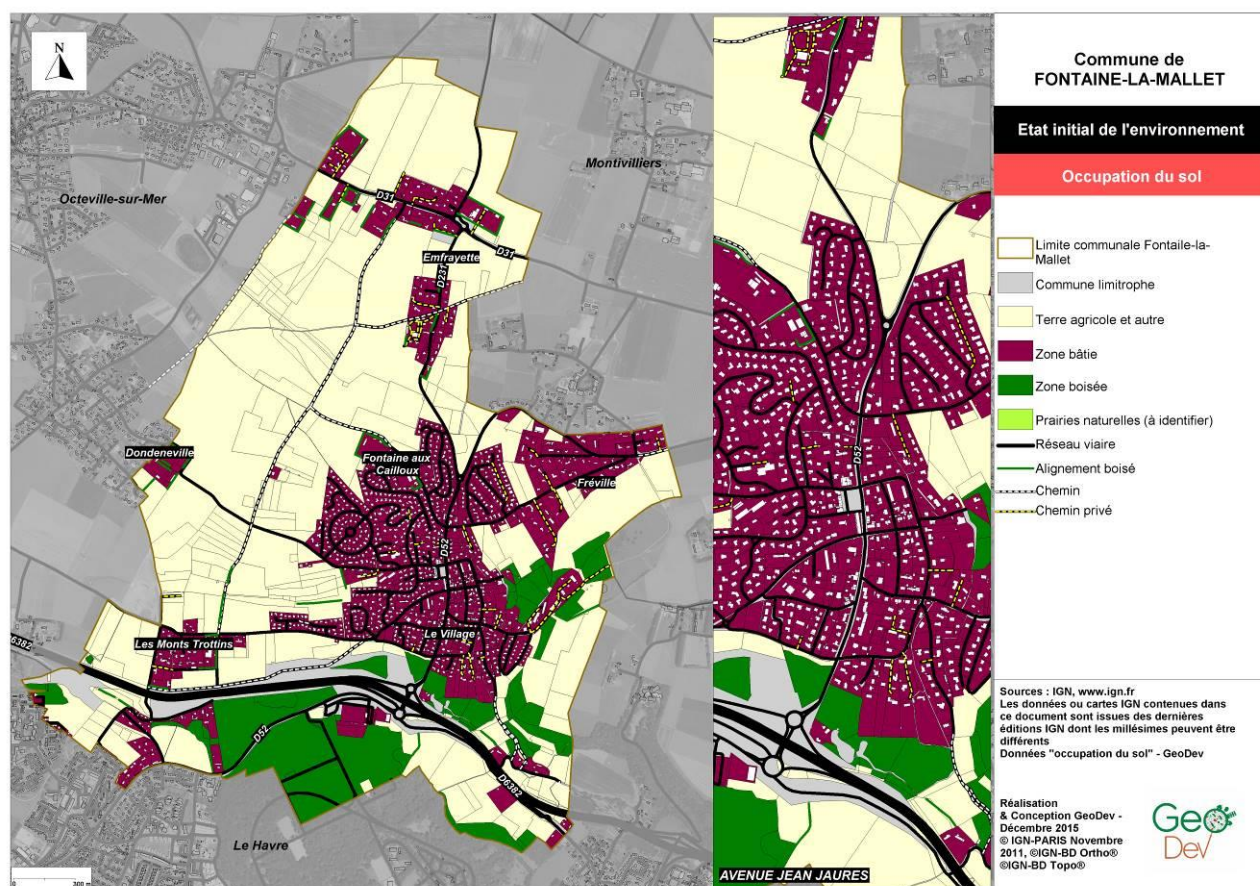 N
Octeville-sur-Mer
Montivilliers
D31
Emfrayette
D31
D231
Dondeneville
Fontaine aux
Cailloux
Fréville
D52
Les Monts Trottins
Le Village
D6382
D52
D6382
Le Havre
0 300 m
D52
AVENUE JEAN JAURES
Commune de
FONTAINE-LA-MALLET
Etat initial de l'environnement
Occupation du sol
Limite communale Fontaile-la-
Mallet
Commune limitrophe
Terre agricole et autre
Zone bâtie
Zone boisée
Prairies naturelles (à identifier)
Réseau viaire
Alignement boisé
Chemin
Chemin privé
Sources : IGN, www.ign.fr
Les données ou cartes IGN contenues dans
ce document sont issues des dernières
éditions IGN dont les millésimes peuvent être
différents
Données "occupation du sol" - GeoDev
Réalisation
& Conception GeoDev -
Décembre 2015
© IGN-PARIS Novembre
2011, ©IGN-BD Ortho®
©IGN-BD Topo®
Geo
Dev